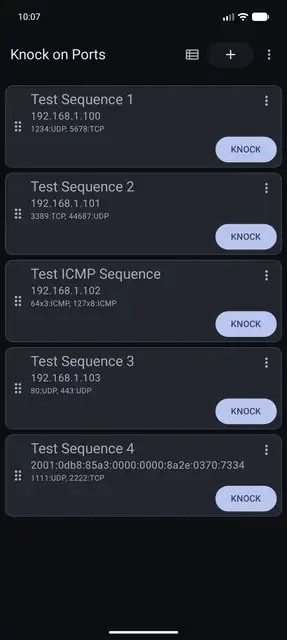 10:07
Knock on Ports
Test Sequence 1
192.168.1.100
1234:UDP, 5678:TCP
KNOCK
Test Sequence 2
192.168.1.101
3389:TCP, 44687:UDP
KNOCK
Test ICMP Sequence
192.168.1.102
64x3:ICMP, 127x8:ICMP
KNOCK
Test Sequence 3
192.168.1.103
80:UDP, 443:UDP
KNOCK
Test Sequence 4
2001:0db8:85a3:0000:0000:8a2e:0370:7334
1111:UDP, 2222:TCP
KNOCK